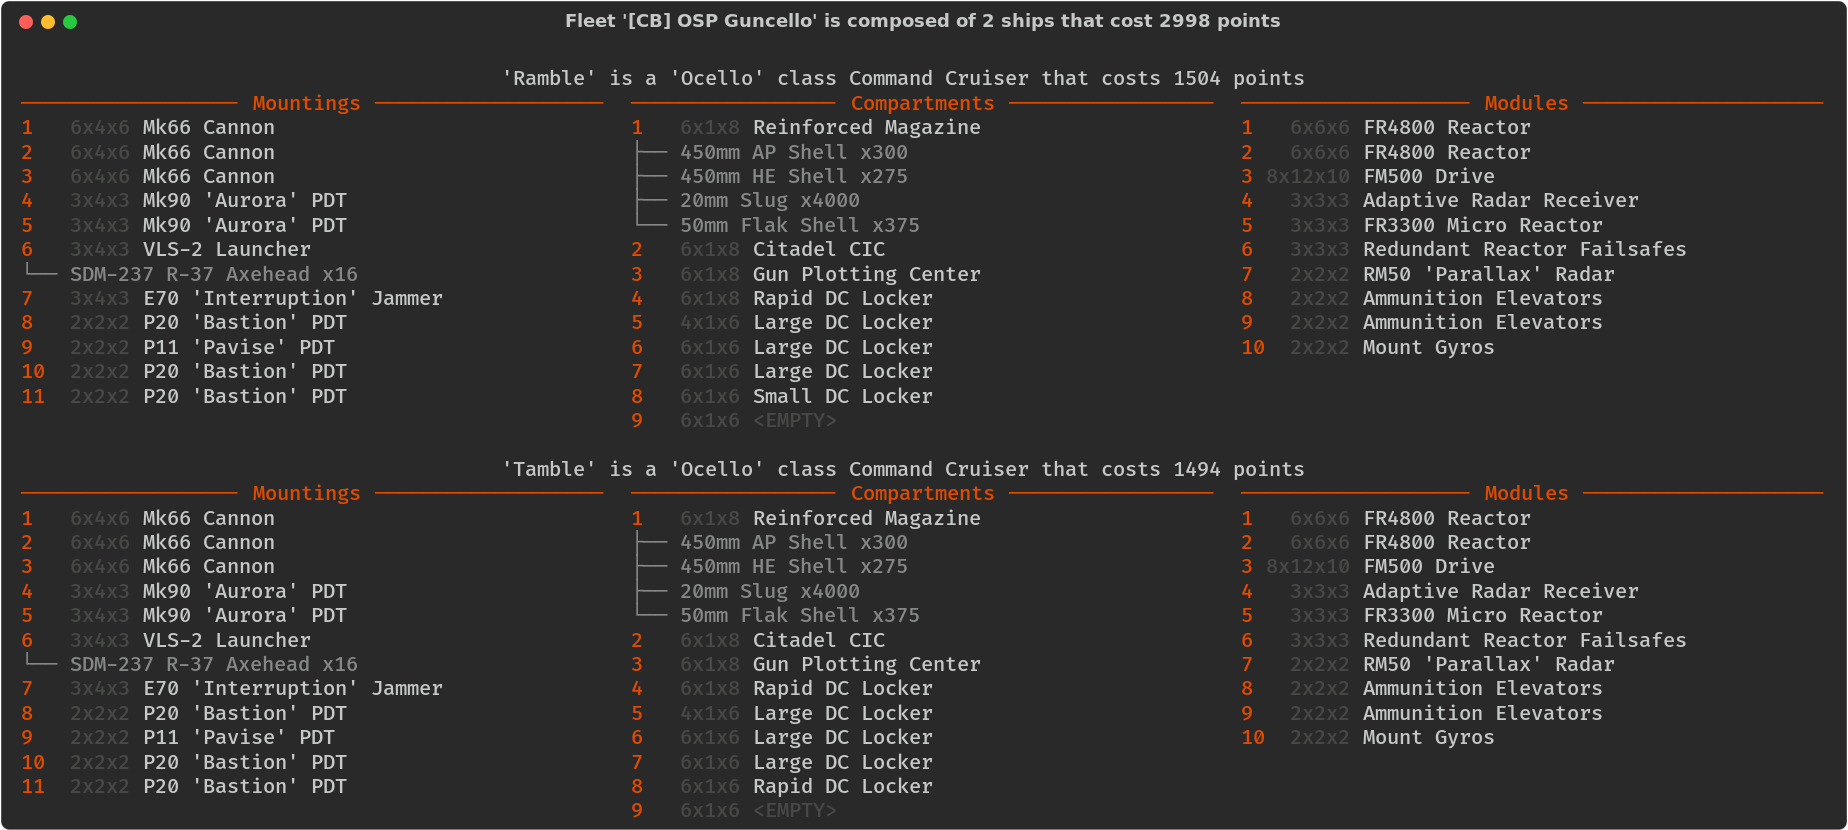 Fleet '[CB] OSP Guncello' is composed of 2 ships that cost 2998 points
'Ramble' is a 'Ocello' class Command Cruiser that costs 1504 points
Mountings Compartments Modules
1 6x4x6 Mk66 Cannon 1 6x1x8 Reinforced Magazine 1 6x6x6 FR4800 Reactor
2 6x4x6 Mk66 Cannon 450mm AP Shell x300 2 6x6x6 FR4800 Reactor
3 6x4x6 Mk66 Cannon 450mm HE Shell x275 3 8x12x10 FM500 Drive
4 3x4x3 Mk90 'Aurora' PDT 20mm Slug x4000 4 3x3x3 Adaptive Radar Receiver
5 3x4x3 Mk90 'Aurora' PDT 50mm Flak Shell x375 5 3x3x3 FR3300 Micro Reactor
6 3x4x3 VLS-2 Launcher 2 6x1x8 Citadel CIC 6 3x3x3 Redundant Reactor Failsafes
SDM-237 R-37 Axehead x16 3 6x1x8 Gun Plotting Center 7 2x2x2 RM50 'Parallax' Radar
7 3x4x3 E70 'Interruption' Jammer 4 6x1x8 Rapid DC Locker 8 2x2x2 Ammunition Elevators
8 2x2x2 P20 'Bastion' PDT 5 4x1x6 Large DC Locker 9 2x2x2 Ammunition Elevators
9 2x2x2 P11 'Pavise' PDT 6 6x1x6 Large DC Locker 10 2x2x2 Mount Gyros
10 2x2x2 P20 'Bastion' PDT 7 6x1x6 Large DC Locker
11 2x2x2 P20 'Bastion' PDT 8 6x1x6 Small DC Locker
9 6x1x6 <EMPTY>
'Tamble' is a 'Ocello' class Command Cruiser that costs 1494 points
Mountings Compartments Modules
1 6x4x6 Mk66 Cannon 1 6x1x8 Reinforced Magazine 1 6x6x6 FR4800 Reactor
2 6x4x6 Mk66 Cannon 450mm AP Shell x300 2 6x6x6 FR4800 Reactor
3 6x4x6 Mk66 Cannon 450mm HE Shell x275 3 8x12x10 FM500 Drive
4 3x4x3 Mk90 'Aurora' PDT 20mm Slug x4000 4 3x3x3 Adaptive Radar Receiver
5 3x4x3 Mk90 'Aurora' PDT 50mm Flak Shell x375 5 3x3x3 FR3300 Micro Reactor
6 3x4x3 VLS-2 Launcher 2 6x1x8 Citadel CIC 6 3x3x3 Redundant Reactor Failsafes
SDM-237 R-37 Axehead x16 3 6x1x8 Gun Plotting Center 7 2x2x2 RM50 'Parallax' Radar
7 3x4x3 E70 'Interruption' Jammer 4 6x1x8 Rapid DC Locker 8 2x2x2 Ammunition Elevators
8 2x2x2 P20 'Bastion' PDT 5 4x1x6 Large DC Locker 9 2x2x2 Ammunition Elevators
9 2x2x2 P11 'Pavise' PDT 6 6x1x6 Large DC Locker 10 2x2x2 Mount Gyros
10 2x2x2 P20 'Bastion' PDT 7 6x1x6 Large DC Locker
11 2x2x2 P20 'Bastion' PDT 8 6x1x6 Rapid DC Locker
9 6x1x6 <EMPTY>